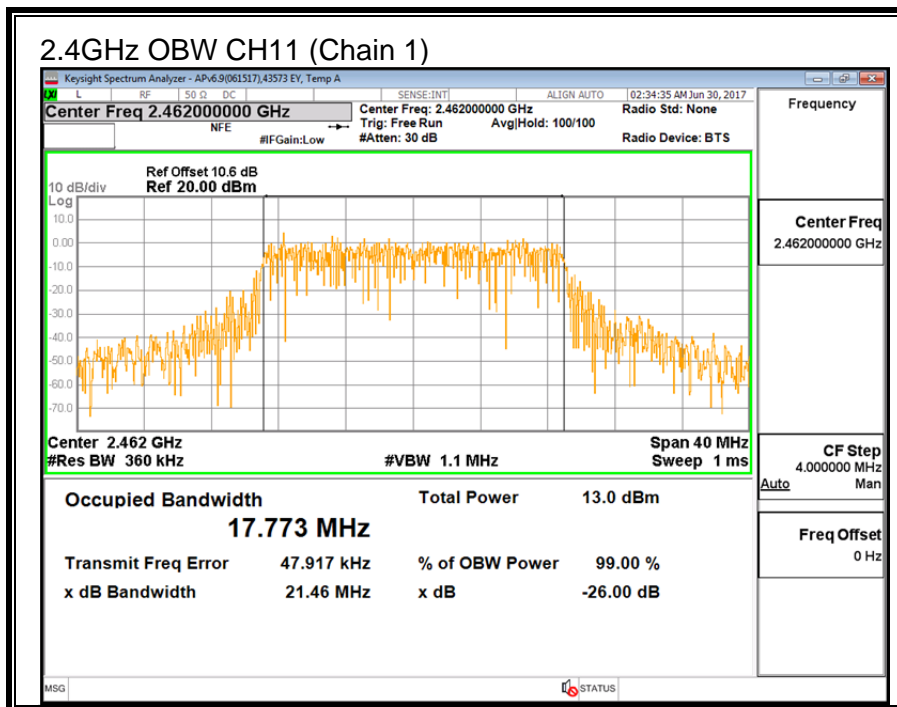 2.4GHz OBW CH11 (Chain 1)
Keysight Spectrum Analyzer - APv6.9(061517),43573 EY, Temp A
LXI L RF 50 Ω DC SENSE:INT ALIGN AUTO 02:34:35 AM Jun 30, 2017
Center Freq 2.462000000 GHz
NFE
#IFGain:Low
Center Freq: 2.462000000 GHz
Trig: Free Run Avg|Hold: 100/100
#Atten: 30 dB
Radio Std: None
Radio Device: BTS
Ref Offset 10.6 dB
10 dB/div Ref 20.00 dBm
Log
10.0
0.00
-10.0
-20.0
-30.0
-40.0
-50.0
-60.0
-70.0
Center 2.462 GHz Span 40 MHz
#Res BW 360 kHz #VBW 1.1 MHz Sweep 1 ms
Occupied Bandwidth Total Power 13.0 dBm
17.773 MHz
Transmit Freq Error 47.917 kHz % of OBW Power 99.00 %
x dB Bandwidth 21.46 MHz x dB -26.00 dB
Frequency
Center Freq
2.462000000 GHz
CF Step
4.000000 MHz
Auto Man
Freq Offset
0 Hz
MSG STATUS